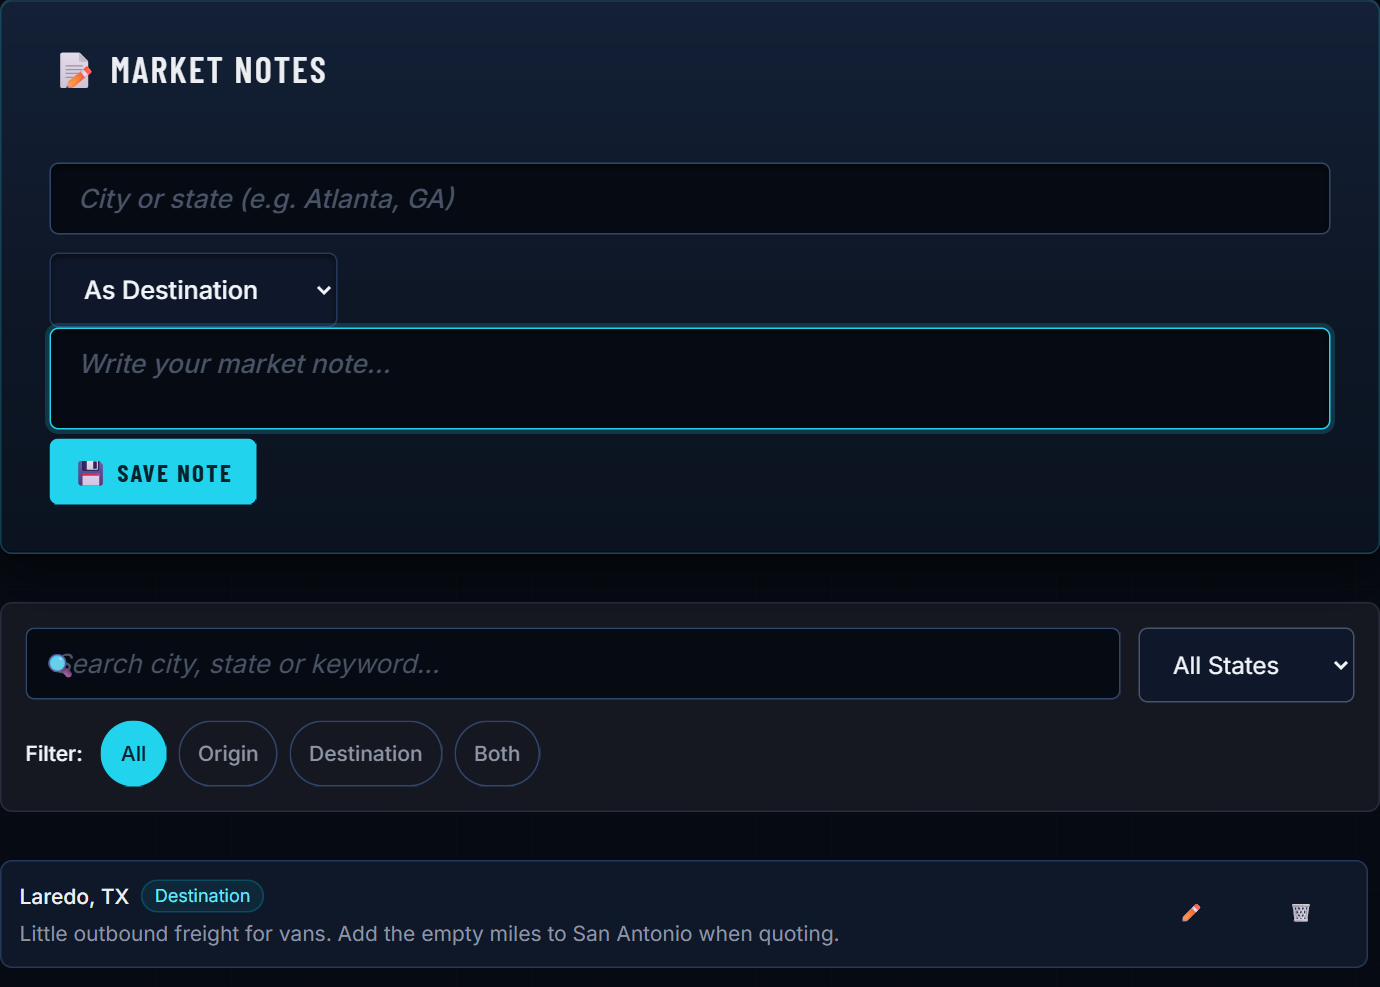 MARKET NOTES
City or state (e.g. Atlanta, GA)
As Destination
Write your market note...
SAVE NOTE
Search city, state or keyword...
All States
Filter: All Origin Destination Both
Laredo, TX Destination
Little outbound freight for vans. Add the empty miles to San Antonio when quoting.